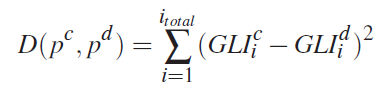 D(p^c, p^d) = \sum_{i=1}^{i_{total}} (GLI_i^c − GLI_i^d)^2